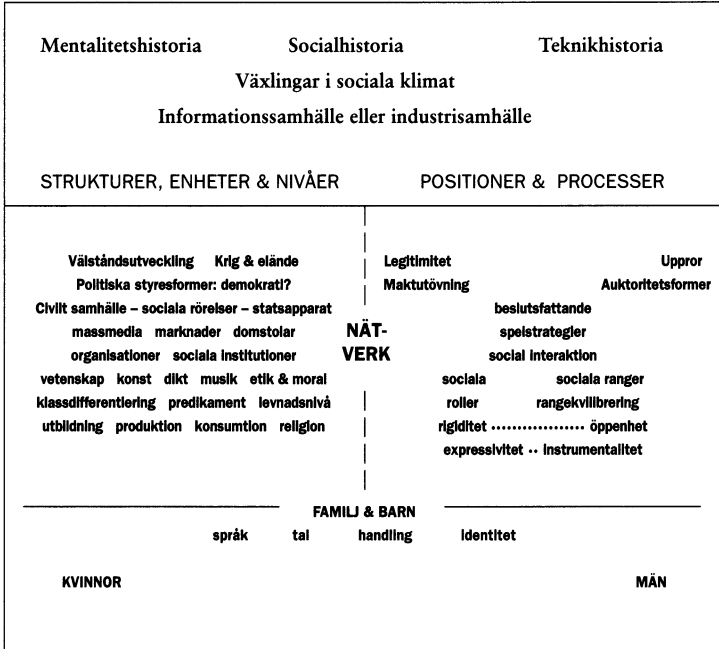 Mentalitetshistoria Socialhistoria Teknikhistoria
Växlingar i sociala klimat
Informationssamhälle eller industrisamhälle
STRUKTURER, ENHETER & NIVÅER POSITIONER & PROCESSER
Välståndsutveckling Krig & elände Legitimitet Uppror
Politiska styresformer: demokrati? Maktutövning Auktoritetsformer
Civilt samhälle – sociala rörelser – statsapparat beslutsfattande
massmedia marknader domstolar NÄT- spelstrategier
organisationer sociala institutioner VERK social interaktion
vetenskap konst dikt musik etik & moral sociala sociala ranger
klassdifferentiering predikament levnadsnivå roller rangekvilibrering
utbildning produktion konsumtion religion rigiditet .................. öppenhet
expressivitet .. instrumentalitet
FAMILJ & BARN
språk tal handling identitet
KVINNOR MÄN